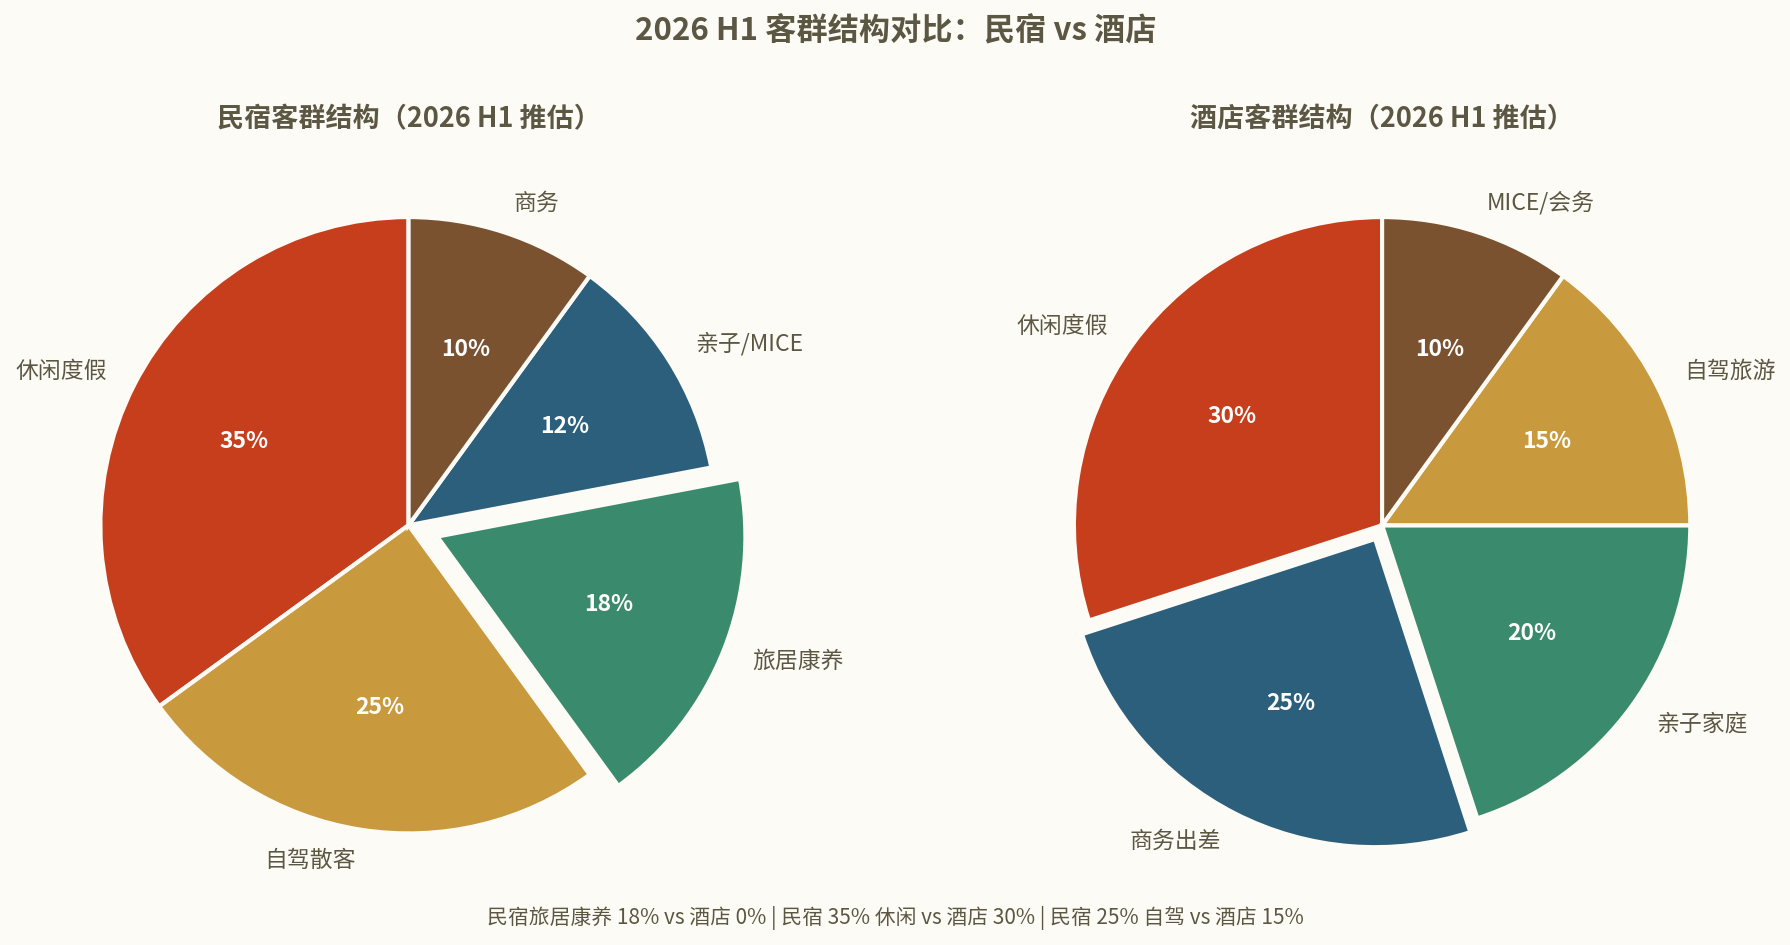 2026 H1 客群结构对比：民宿 vs 酒店
民宿客群结构（2026 H1 推估）
商务
10%
亲子/MICE
12%
休闲度假
35%
18%
旅居康养
25%
自驾散客
酒店客群结构（2026 H1 推估）
MICE/会务
10%
自驾旅游
15%
休闲度假
30%
20%
亲子家庭
25%
商务出差
民宿旅居康养 18% vs 酒店 0% | 民宿 35% 休闲 vs 酒店 30% | 民宿 25% 自驾 vs 酒店 15%